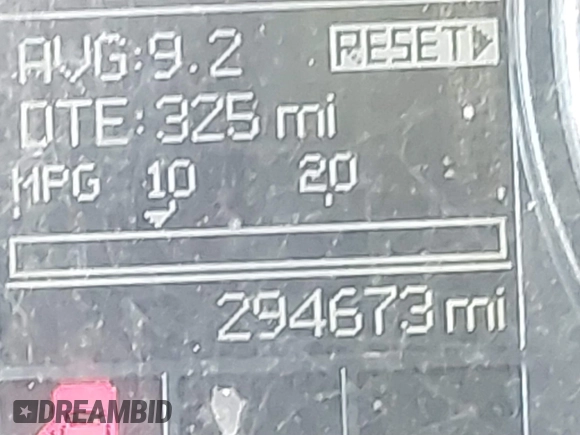 AVG:9.2 RESET
DTE:325 mi
MPG 10 20
294673 mi
DREAMBID